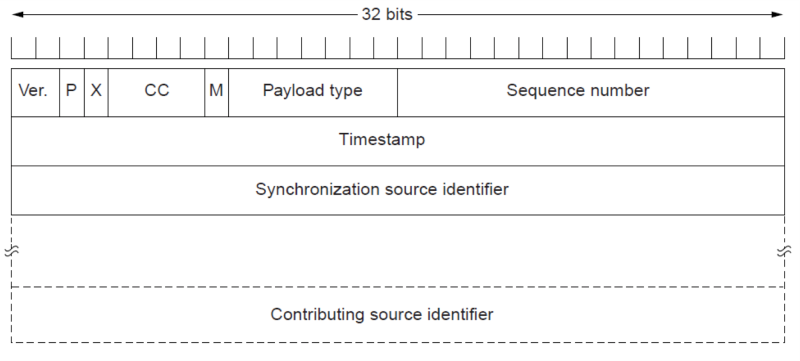 32 bits
Ver. P X CC M Payload type Sequence number
Timestamp
Synchronization source identifier
Contributing source identifier